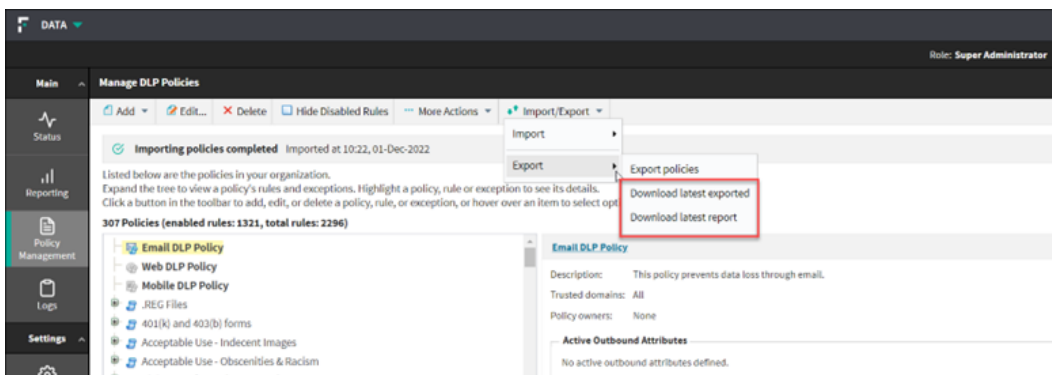 DATA
Role: Super Administrator
Main
Manage DLP Policies
Add
Edit...
Delete
Hide Disabled Rules
More Actions
Import/Export
Status
Import
Importing policies completed Imported at 10:22, 01-Dec-2022
Export
Export policies
Download latest exported
Download latest report
Listed below are the policies in your organization.
Expand the tree to view a policy's rules and exceptions. Highlight a policy, rule or exception to see its details.
Click a button in the toolbar to add, edit, or delete a policy, rule, or exception, or hover over an item to select opt
Reporting
307 Policies (enabled rules: 1321, total rules: 2296)
Policy
Management
Email DLP Policy
Web DLP Policy
Mobile DLP Policy
.REG Files
401(k) and 403(b) forms
Acceptable Use - Indecent Images
Acceptable Use - Obscenities & Racism
Email DLP Policy
Description: This policy prevents data loss through email.
Trusted domains: All
Policy owners: None
Active Outbound Attributes
No active outbound attributes defined.
Logs
Settings